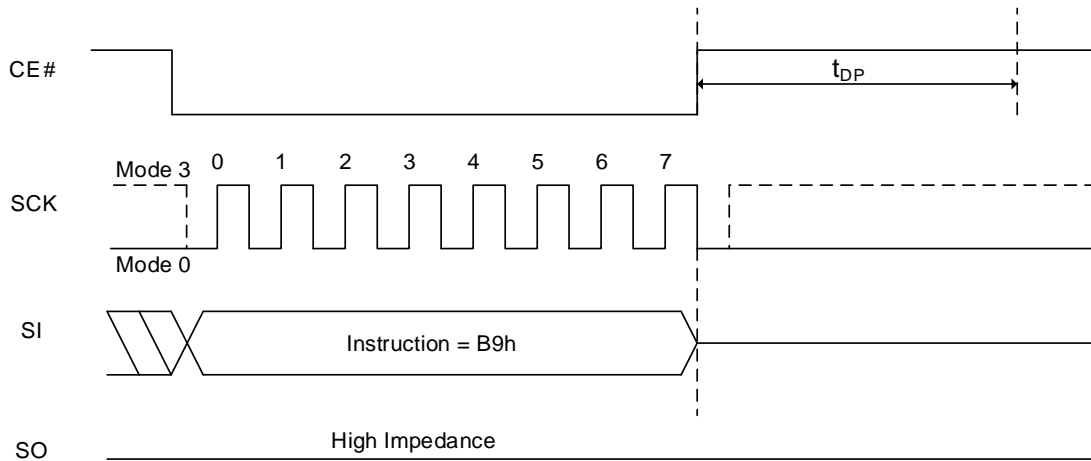 CE#
tDP
Mode 3
0 1 2 3 4 5 6 7
SCK
Mode 0
SI
Instruction = B9h
High Impedance
SO